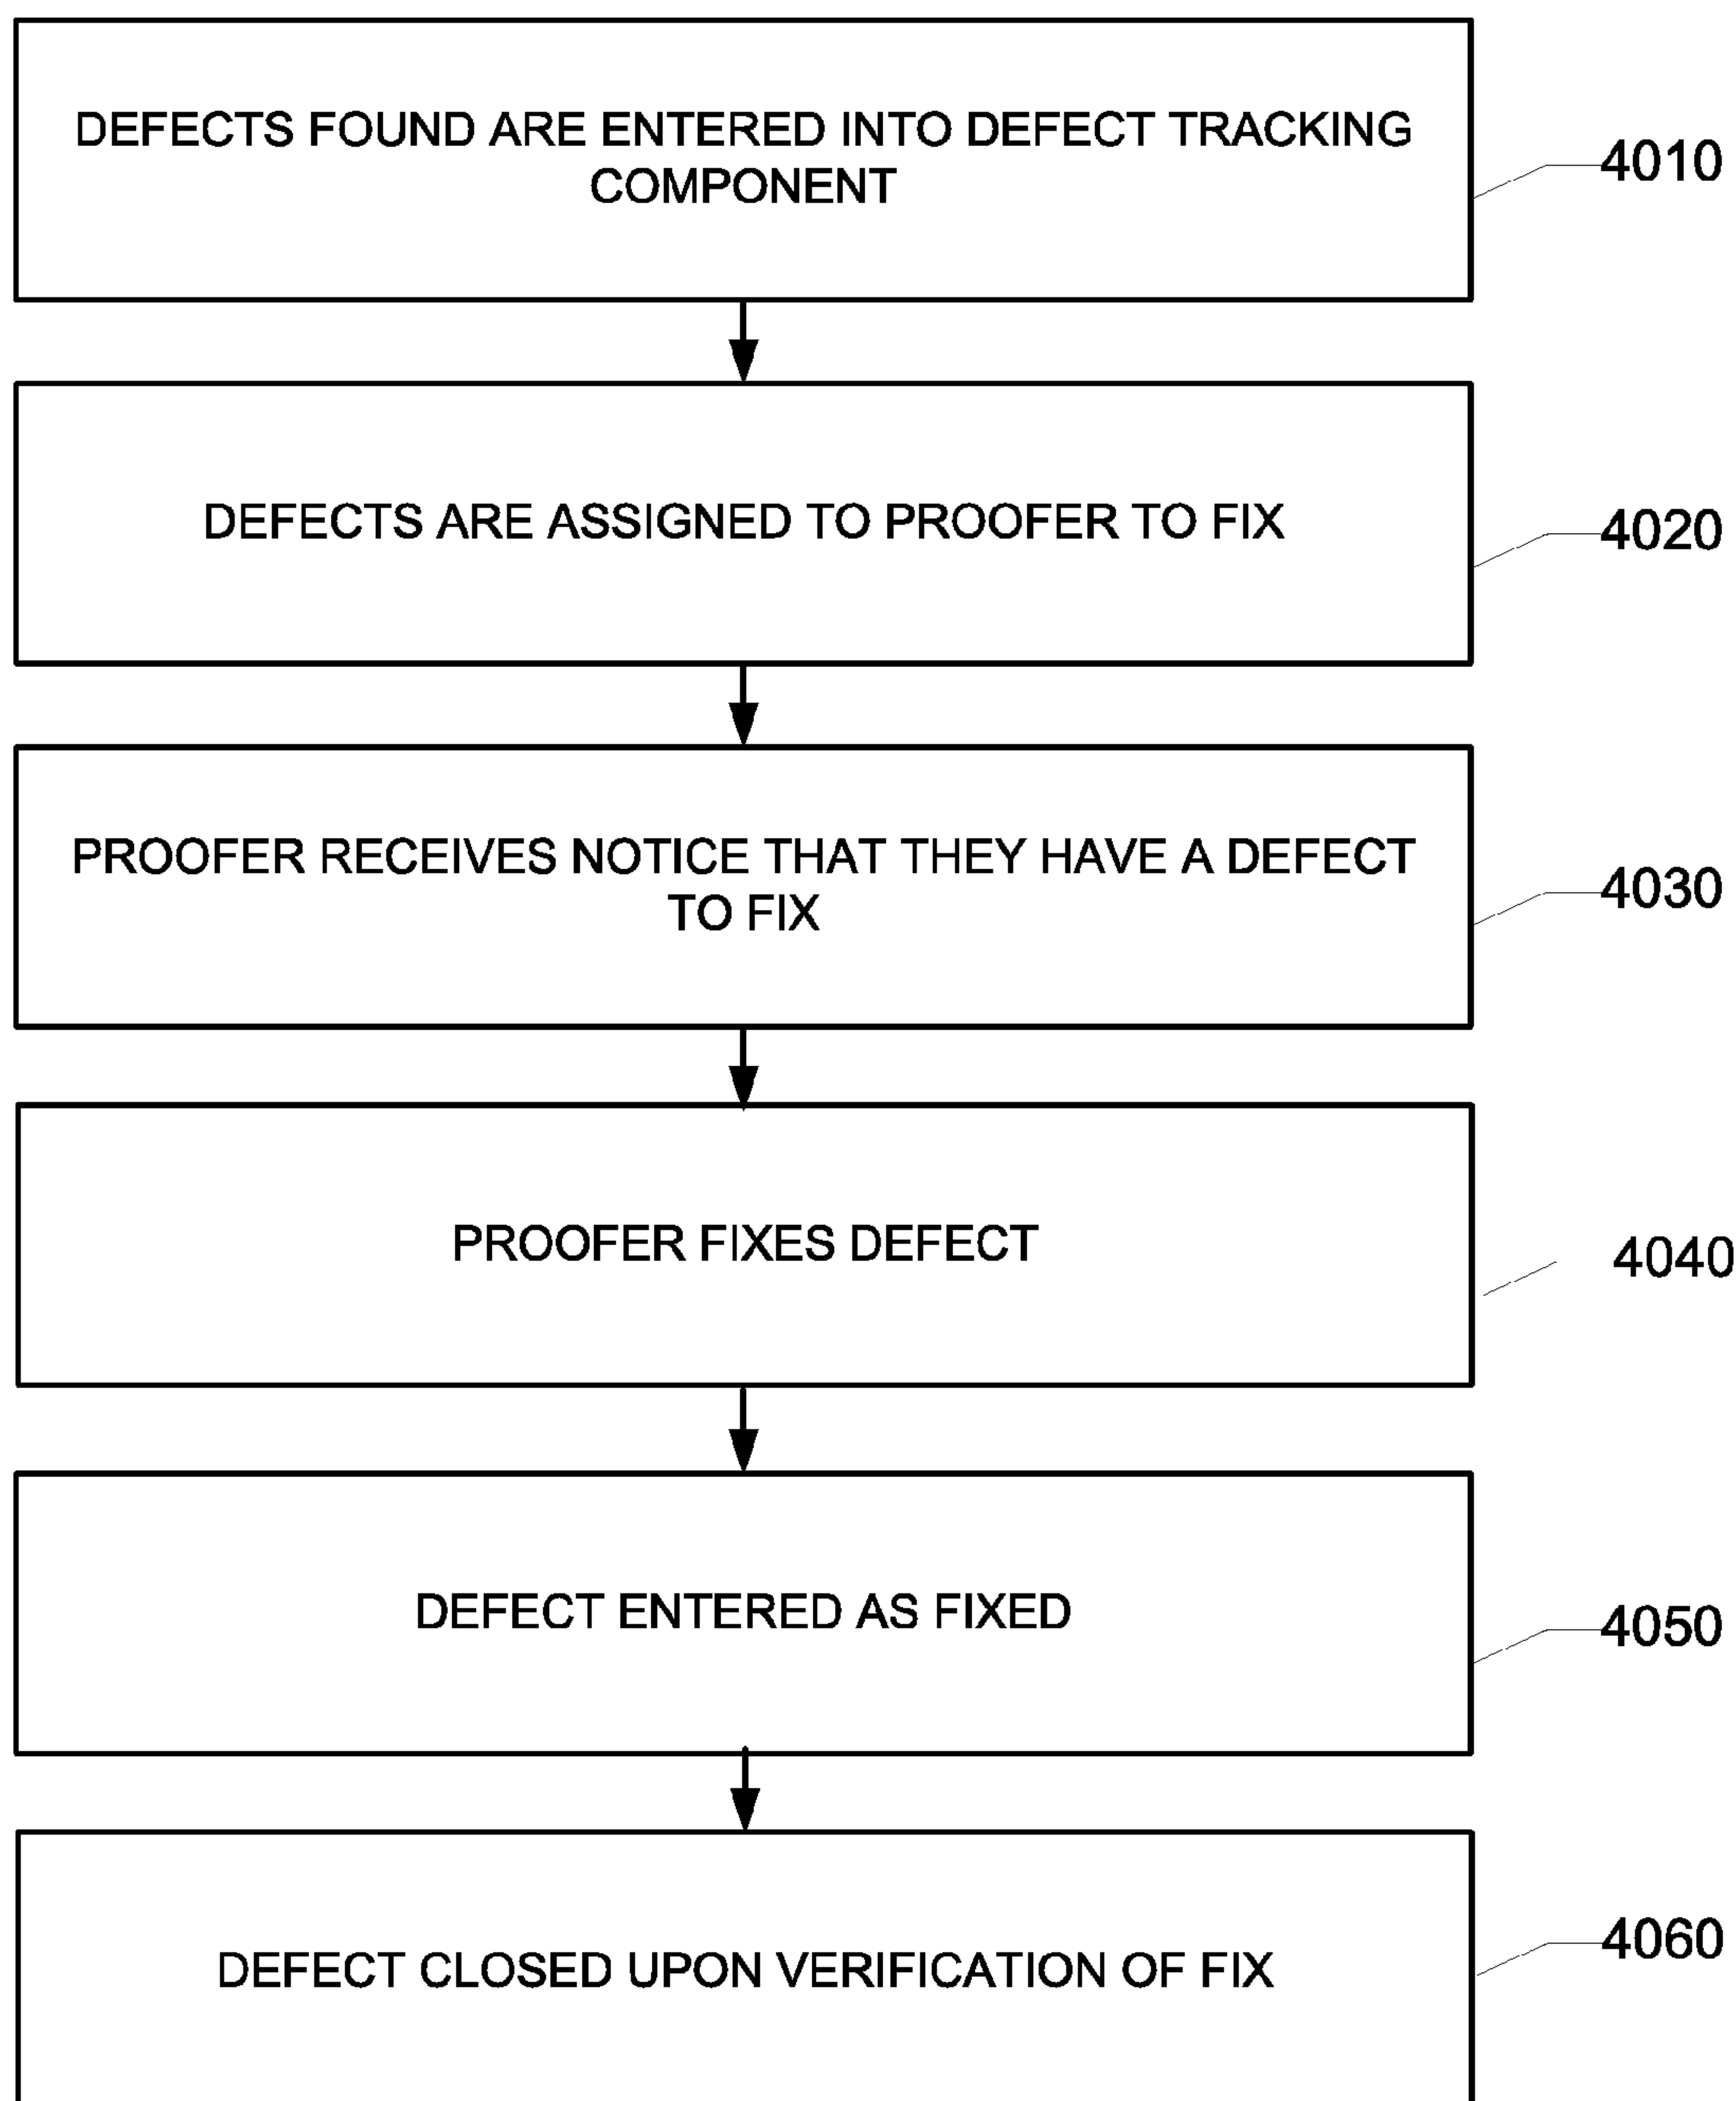 DEFECTS FOUND ARE ENTERED INTO DEFECT TRACKING
COMPONENT
4010
DEFECTS ARE ASSIGNED TO PROOFER TO FIX
4020
PROOFER RECEIVES NOTICE THAT THEY HAVE A DEFECT
TO FIX
4030
PROOFER FIXES DEFECT
4040
DEFECT ENTERED AS FIXED
4050
DEFECT CLOSED UPON VERIFICATION OF FIX
4060